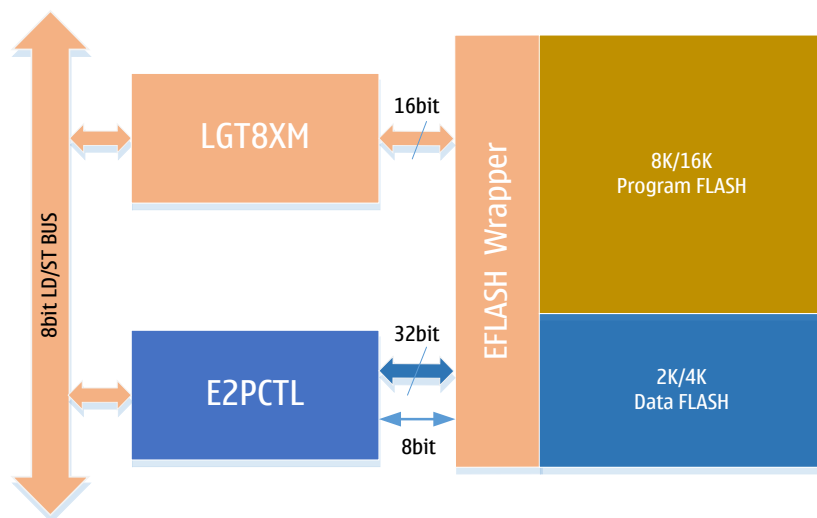 8bit LD/ST BUS
LGT8XM
16bit
EFLASH Wrapper
8K/16K
Program FLASH
E2PCTL
32bit
8bit
2K/4K
Data FLASH